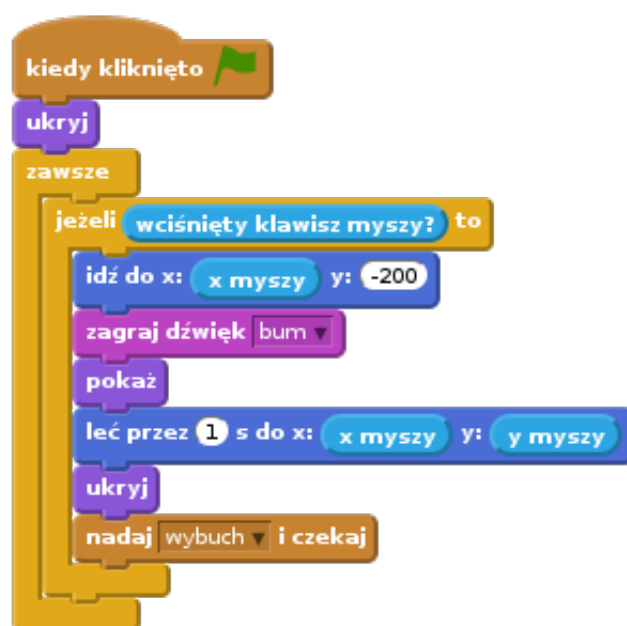 kiedy kliknięto
ukryj
zawsze
jeżeli wciśnięty klawisz myszy? to
idź do x: x myszy y: -200
zagraj dźwięk bum
pokaż
leć przez 1 s do x: x myszy y: y myszy
ukryj
nadaj wybuch i czekaj